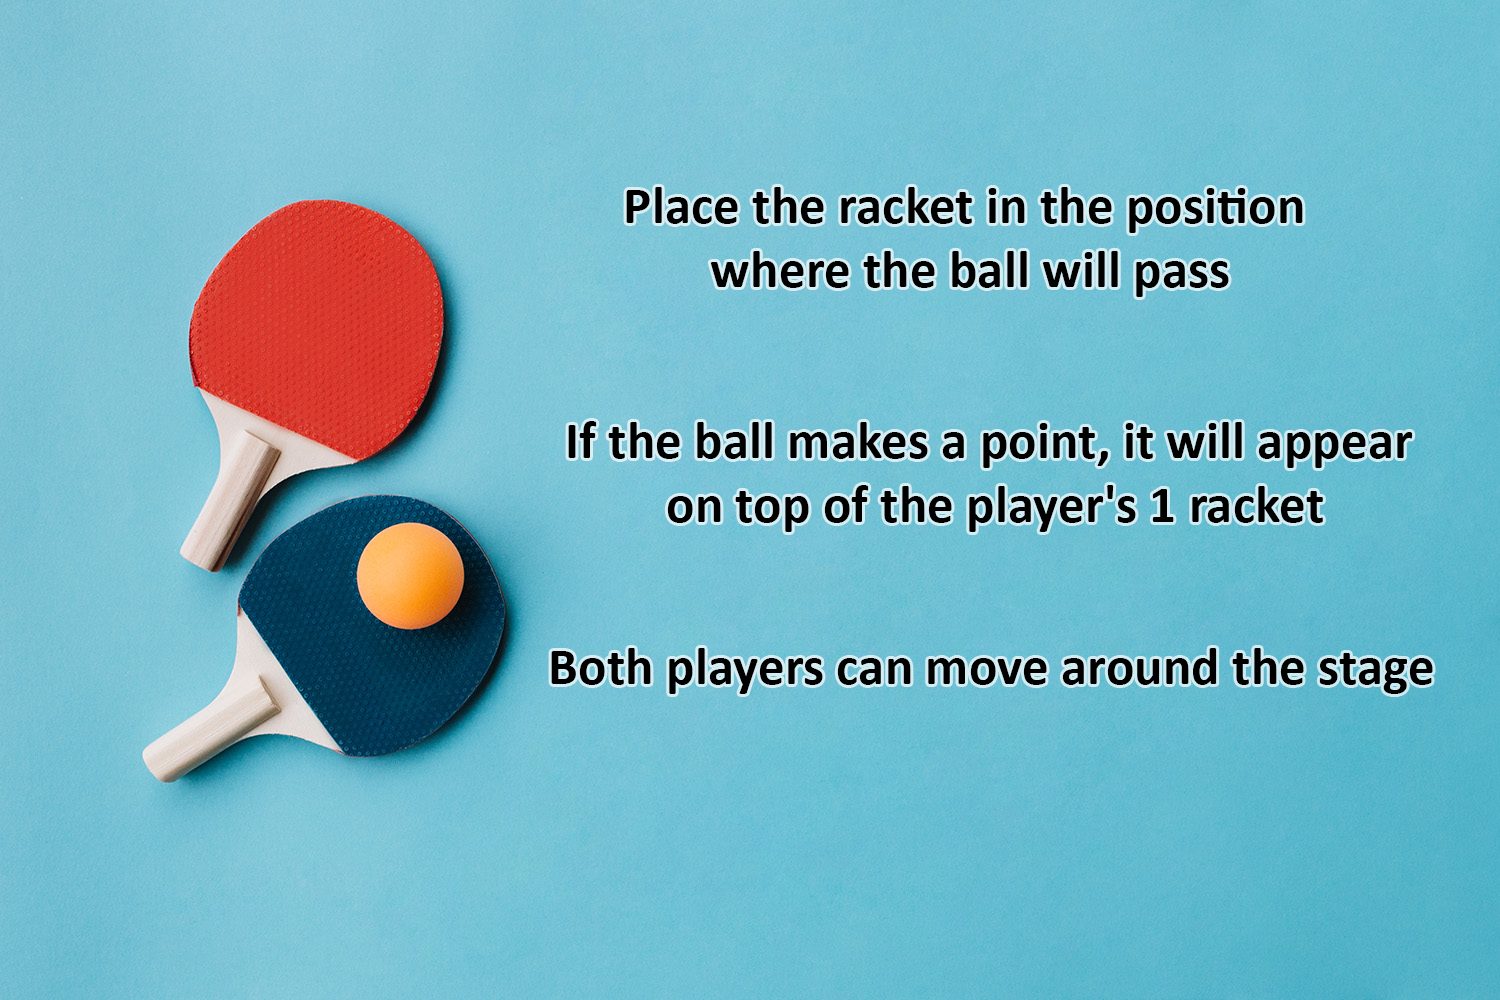 Place the racket in the position
where the ball will pass
If the ball makes a point, it will appear
on top of the player's 1 racket
Both players can move around the stage